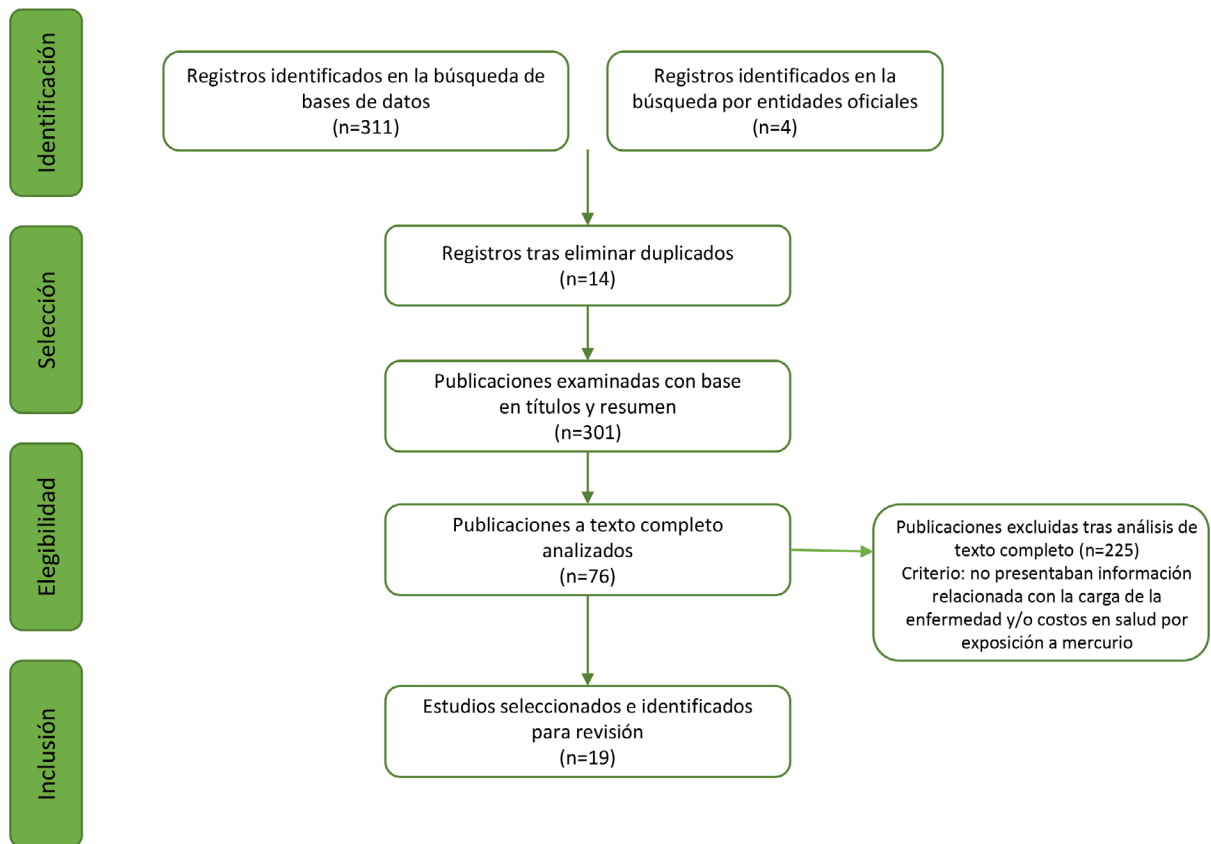 Identificación
Registros identificados en la búsqueda de
bases de datos
(n=311)
Registros identificados en la
búsqueda por entidades oficiales
(n=4)
Selección
Registros tras eliminar duplicados
(n=14)
Publicaciones examinadas con base
en títulos y resumen
(n=301)
Elegibilidad
Publicaciones a texto completo
analizados
(n=76)
Publicaciones excluidas tras análisis de
texto completo (n=225)
Criterio: no presentaban información
relacionada con la carga de la
enfermedad y/o costos en salud por
exposición a mercurio
Inclusión
Estudios seleccionados e identificados
para revisión
(n=19)